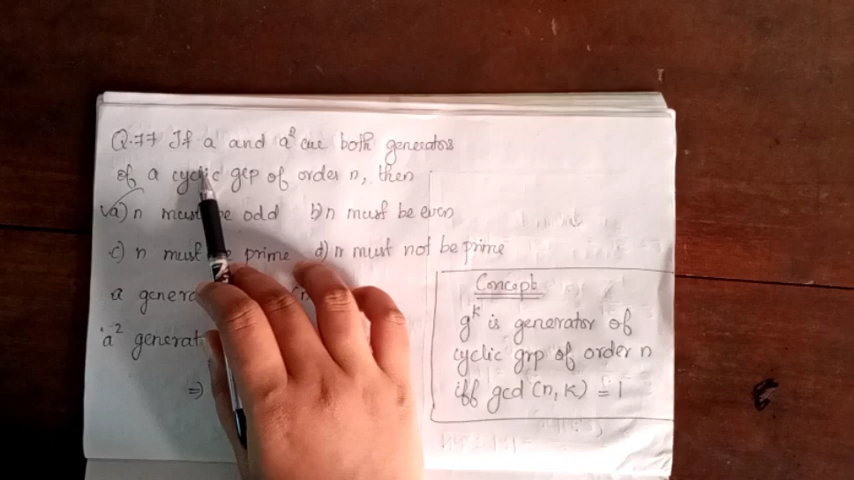 Q.77 If a and a² are both generators
of a cyclic grp of order n, then
a) n must be odd b) n must be even
c) n must prime d) n must not be prime
a genera
a² generat
⇒
Concept
g^k is generator of
cyclic grp of order n
iff gcd (n, k) = 1